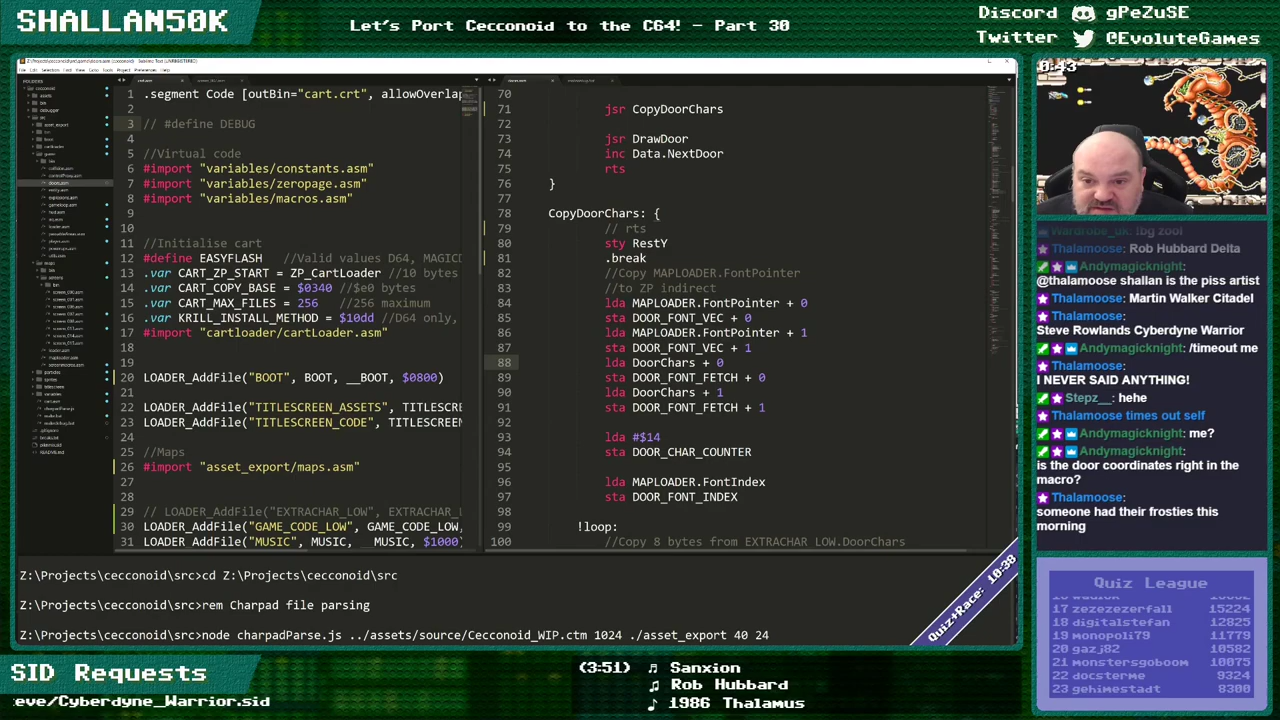 SHALLAN50K
Let's Port Cecconoid to the C64! - Part 30
Discord gPeZuSE
Twitter @EvoluteGames
0:43
1 .segment Code [outBin="cart.crt", allowOverlap
2
3 // #define DEBUG
4
5 //Virtual code
6 #import "variables/constants.asm"
7 #import "variables/zeropage.asm"
8 #import "variables/macros.asm"
9
10
11 //Initialise cart
12 #define EASYFLASH //valid values D64, MAGICC
13 .var CART_ZP_START = ZP_CartLoader //10 bytes
14 .var CART_COPY_BASE = $0340 //$e0 bytes
15 .var CART_MAX_FILES = 256 //256 maximum
16 .var KRILL_INSTALL_METHOD = $10dd //D64 only,
17 #import "cartloader/cartLoader.asm"
18
19
20 LOADER_AddFile("BOOT", BOOT, __BOOT, $0800)
21
22 LOADER_AddFile("TITLESCREEN_ASSETS", TITLESCREEN
23 LOADER_AddFile("TITLESCREEN_CODE", TITLESCREEN
24
25 //Maps
26 #import "asset_export/maps.asm"
27
28
29 // LOADER_AddFile("EXTRACHAR_LOW", EXTRACHAR_L
30 LOADER_AddFile("GAME_CODE_LOW", GAME_CODE_LOW,
31 LOADER_AddFile("MUSIC", MUSIC, __MUSIC, $1000)
70
71 jsr CopyDoorChars
72
73 jsr DrawDoor
74 inc Data.NextDoor
75 rts
76 }
77
78 CopyDoorChars: {
79 // rts
80 sty RestY
81 .break
82 //Copy MAPLOADER.FontPointer
83 //to ZP indirect
84 lda MAPLOADER.FontPointer + 0
85 sta DOOR_FONT_VEC + 0
86 lda MAPLOADER.FontPointer + 1
87 sta DOOR_FONT_VEC + 1
88 lda DoorChars + 0
89 sta DOOR_FONT_FETCH + 0
90 lda DoorChars + 1
91 sta DOOR_FONT_FETCH + 1
92
93 lda #$14
94 sta DOOR_CHAR_COUNTER
95
96 lda MAPLOADER.FontIndex
97 sta DOOR_FONT_INDEX
98
99 !loop:
100 //Copy 8 bytes from EXTRACHAR LOW.DoorChars
Z:\Projects\cecconoid\src>cd Z:\Projects\cecconoid\src
Z:\Projects\cecconoid\src>rem Charpad file parsing
Z:\Projects\cecconoid\src>node charpadParse.js ../assets/source/Cecconoid_WIP.ctm 1024 ./asset_export 40 24
Quiz+Race: 10:38
Wardrobe_uk: !bg zool
Thalamoose: Rob Hubbard Delta
Andymagicknight:
@thalamoose shallan is the piss artist
Thalamoose: Martin Walker Citadel
Thalamoose:
Steve Rowlands Cyberdyne Warrior
Andymagicknight: /timeout me
Thalamoose:
I NEVER SAID ANYTHING!
Stepz__: hehe
Thalamoose times out self
Andymagicknight: me?
Andymagicknight:
is the door coordinates right in the
macro?
Thalamoose:
someone had their frosties this
morning
Quiz League
17 zezezezerfall 15224
18 digitalstefan 12825
19 monopoli79 11779
20 gazj82 10582
21 monstersgoboom 10075
22 docsterme 9324
23 gehimestadt 8300
SID Requests
eve/Cyberdyne_Warrior.sid
(3:51) Sanxion
Rob Hubbard
1986 Thalamus